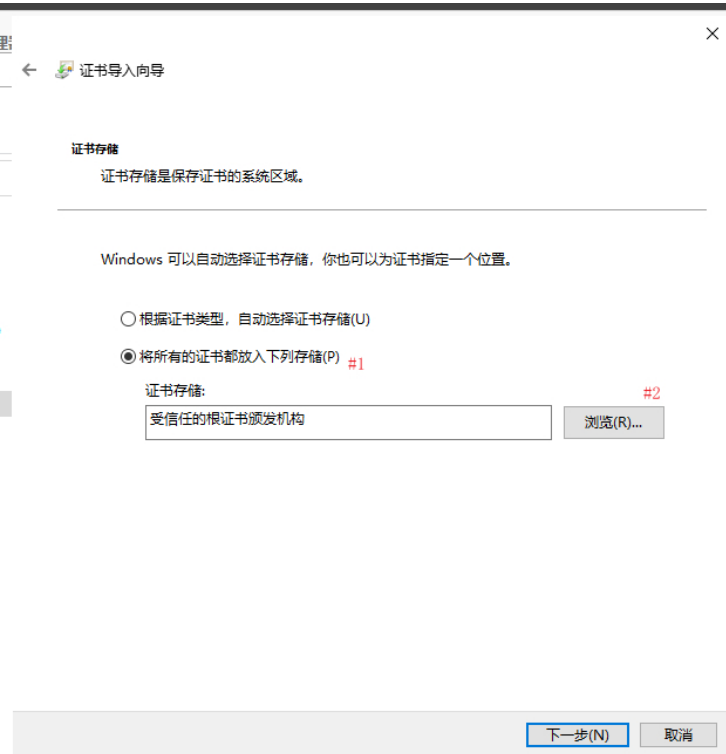 证书导入向导
证书存储
证书存储是保存证书的系统区域。
Windows 可以自动选择证书存储，你也可以为证书指定一个位置。
根据证书类型，自动选择证书存储(U)
将所有的证书都放入下列存储(P) #1
证书存储: #2
受信任的根证书颁发机构 浏览(R)...
下一步(N) 取消